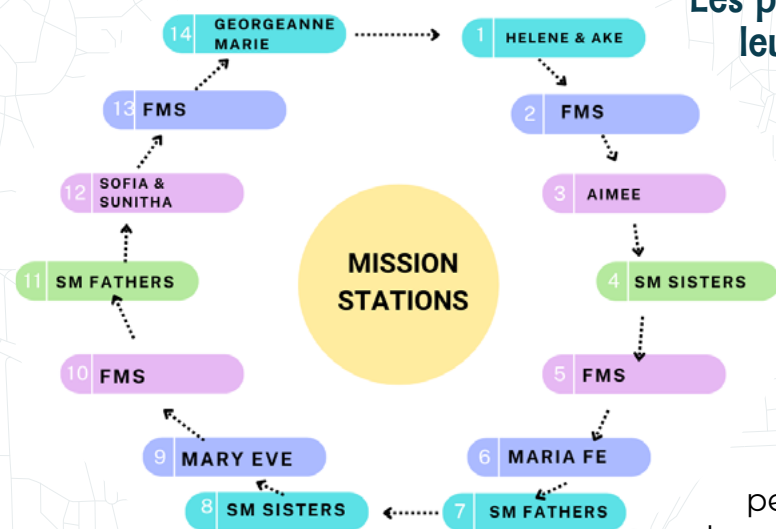 Les p
leu
14 GEORGEANNE
MARIE
1 HELENE & AKE
13 FMS
2 FMS
12 SOFIA &
SUNITHA
3 AIMEE
MISSION
STATIONS
11 SM FATHERS
4 SM SISTERS
10 FMS
5 FMS
9 MARY EVE
6 MARIA FE
8 SM SISTERS
7 SM FATHERS
pe